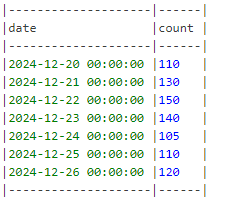 |--------------------|------|
|date                |count |
|--------------------|------|
|2024-12-20 00:00:00 |110   |
|2024-12-21 00:00:00 |130   |
|2024-12-22 00:00:00 |150   |
|2024-12-23 00:00:00 |140   |
|2024-12-24 00:00:00 |105   |
|2024-12-25 00:00:00 |110   |
|2024-12-26 00:00:00 |120   |
|--------------------|------|